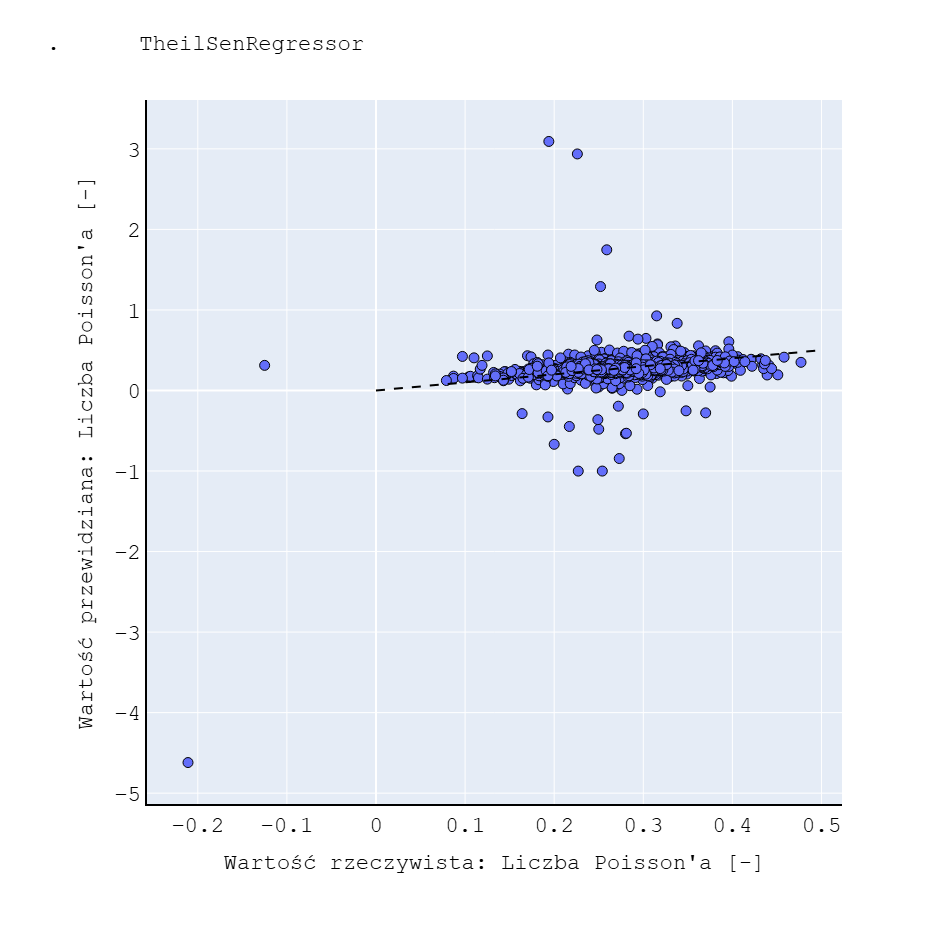 . TheilSenRegressor
3
2
1
0
−1
−2
−3
−4
−5
Wartość przewidziana: Liczba Poisson'a [-]
−0.2 −0.1 0 0.1 0.2 0.3 0.4 0.5
Wartość rzeczywista: Liczba Poisson'a [-]